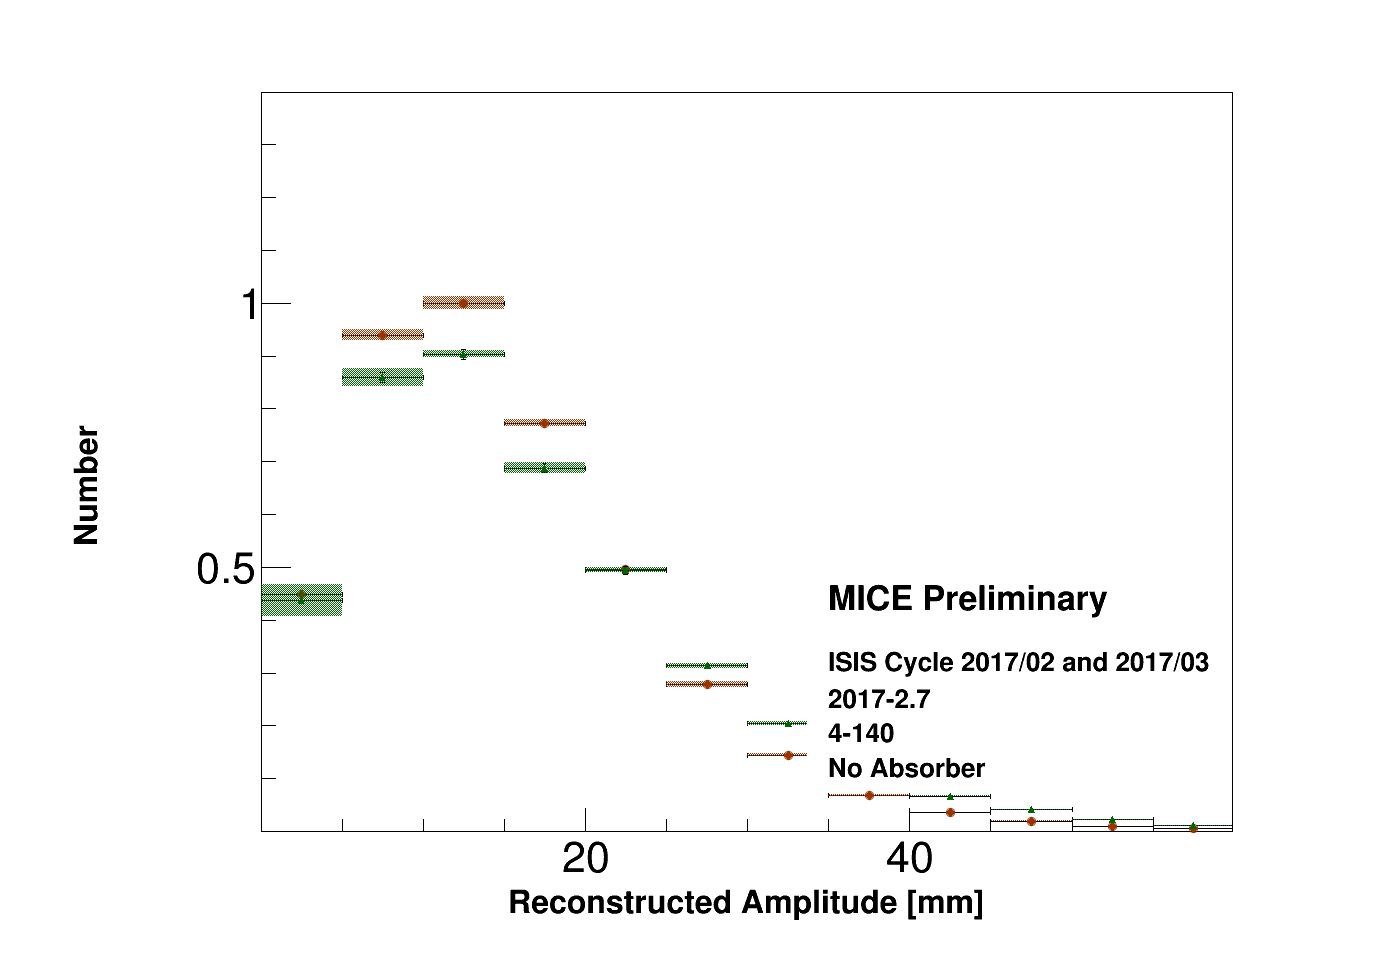 1
0.5
MICE Preliminary
ISIS Cycle 2017/02 and 2017/03
2017-2.7
4-140
No Absorber
Number
20 40
Reconstructed Amplitude [mm]